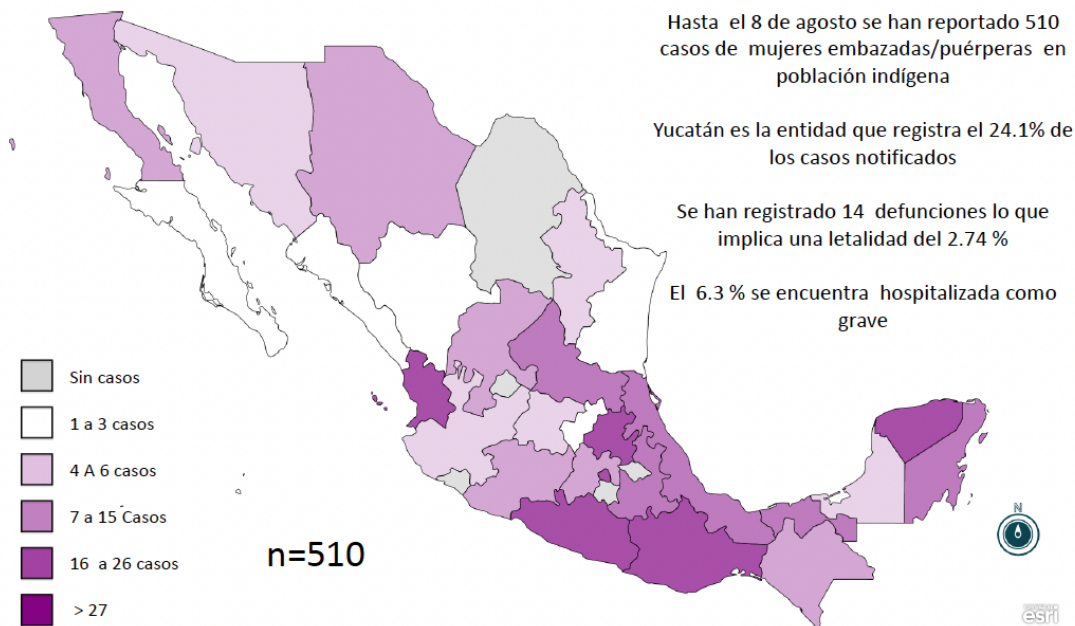 Hasta el 8 de agosto se han reportado 510
casos de mujeres embazadas/puérperas en
población indígena
Yucatán es la entidad que registra el 24.1% de
los casos notificados
Se han registrado 14 defunciones lo que
implica una letalidad del 2.74 %
El 6.3 % se encuentra hospitalizada como
grave
Sin casos
1 a 3 casos
4 A 6 casos
7 a 15 Casos
16 a 26 casos
> 27
n=510
N
esri